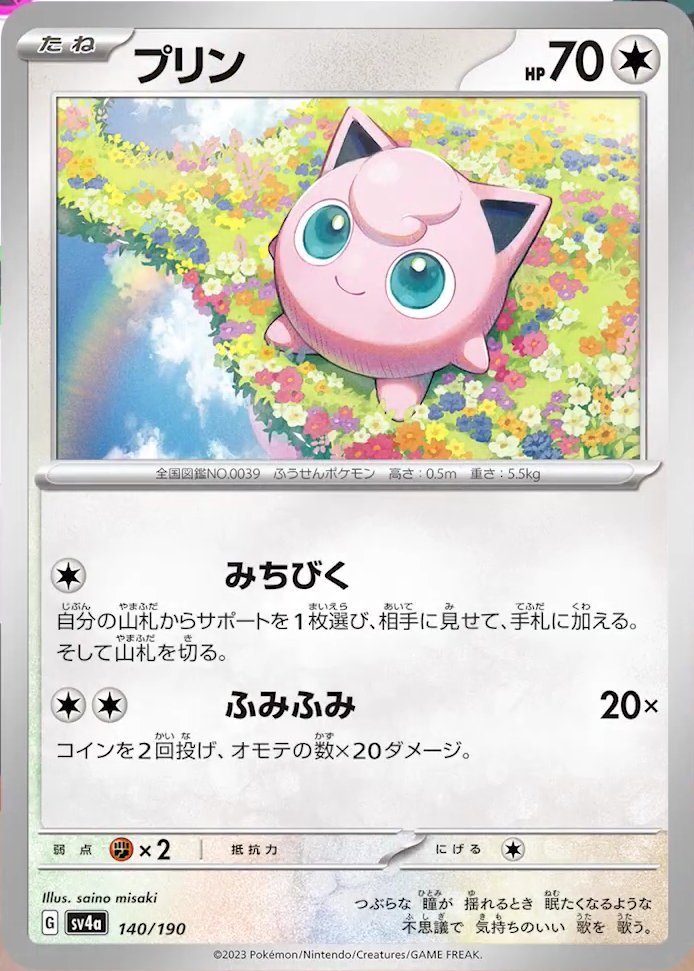 たね プリン HP70
全国図鑑NO.0039 ふうせんポケモン 高さ:0.5m 重さ:5.5kg
みちびく
自分の山札からサポートを1枚選び、相手に見せて、手札に加える。
そして山札を切る。
ふみふみ 20×
コインを2回投げ、オモテの数×20ダメージ。
弱点 ×2 抵抗力 にげる
Illus. saino misaki
G sv4a 140/190
つぶらな 瞳が 揺れるとき 眠たくなるような
不思議で 気持ちのいい 歌を 歌う。
©2023 Pokémon/Nintendo/Creatures/GAME FREAK.